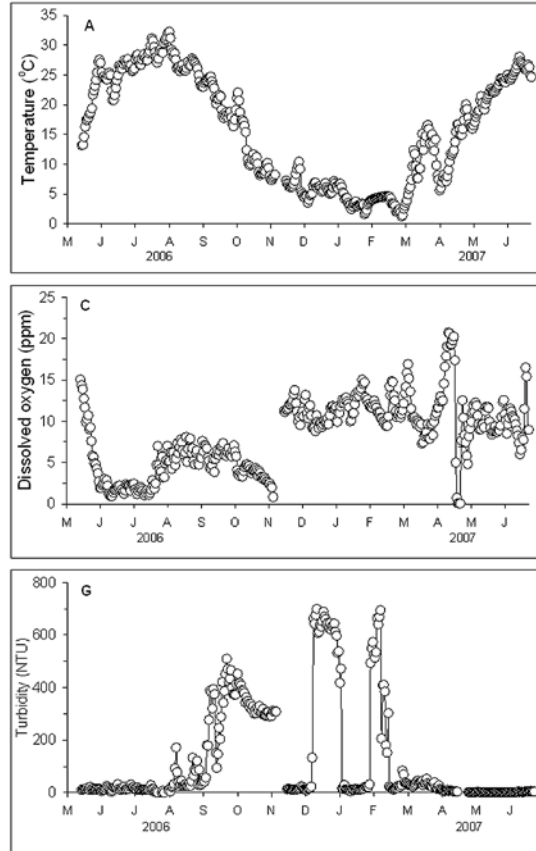 A
Temperature (⁰C)
35
30
25
20
15
10
5
0
M J J A S O N D J F M A M J
2006 2007
C
Dissolved oxygen (ppm)
25
20
15
10
5
0
M J J A S O N D J F M A M J
2006 2007
G
Turbidity (NTU)
800
600
400
200
0
M J J A S O N D J F M A M J
2006 2007